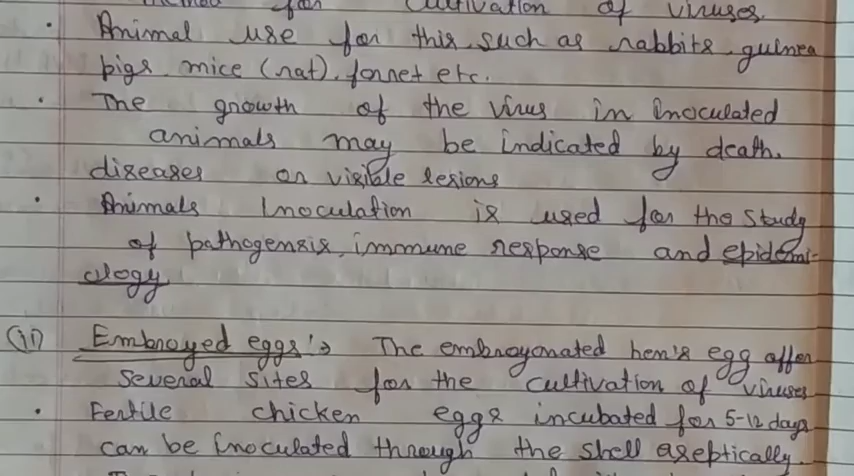 method for cultivation of viruses.
• Animal use for this such as rabbits, guinea
pigs, mice (rat), forret etc.
• The growth of the virus in inoculated
animals may be indicated by death,
diseases or visible lesions
• Animals Inoculation is used for the study
of pathogensis, immune response and epidemi-
ology
(ii) Embroyed eggs :→ The embroyonated hen's egg offer
several sites for the cultivation of viruses
• Fertile chicken eggs incubated for 5-12 days
can be inoculated through the shell aseptically.